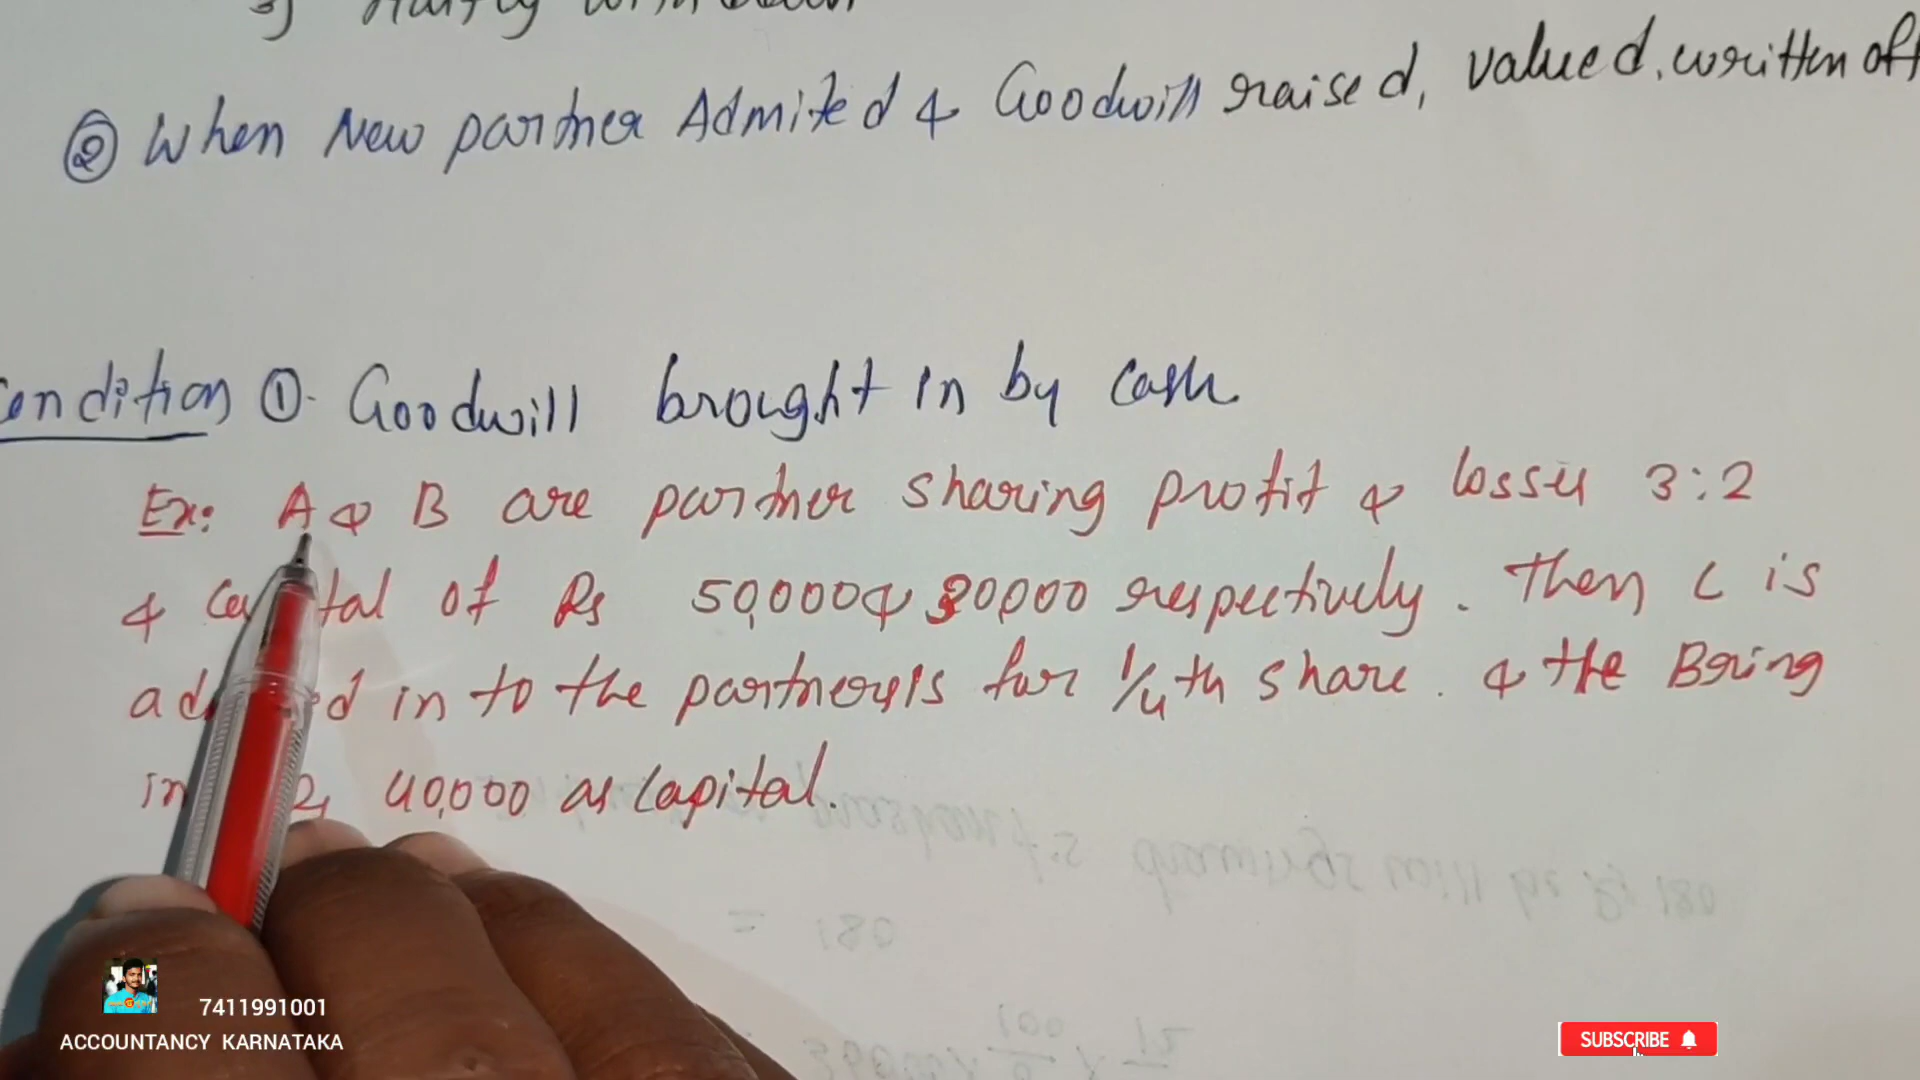 ② When New partner Admited & Goodwill raised, valued, written off
Condition ①. Goodwill brought in by cash
Ex: A & B are partner sharing profit & losses 3:2
& Capital of Rs 50,000 & 30,000 respectively. Then C is
in to the partnership for 1/4th share. & the Bring
in 40,000 as Capital.
7411991001
ACCOUNTANCY KARNATAKA
SUBSCRIBE